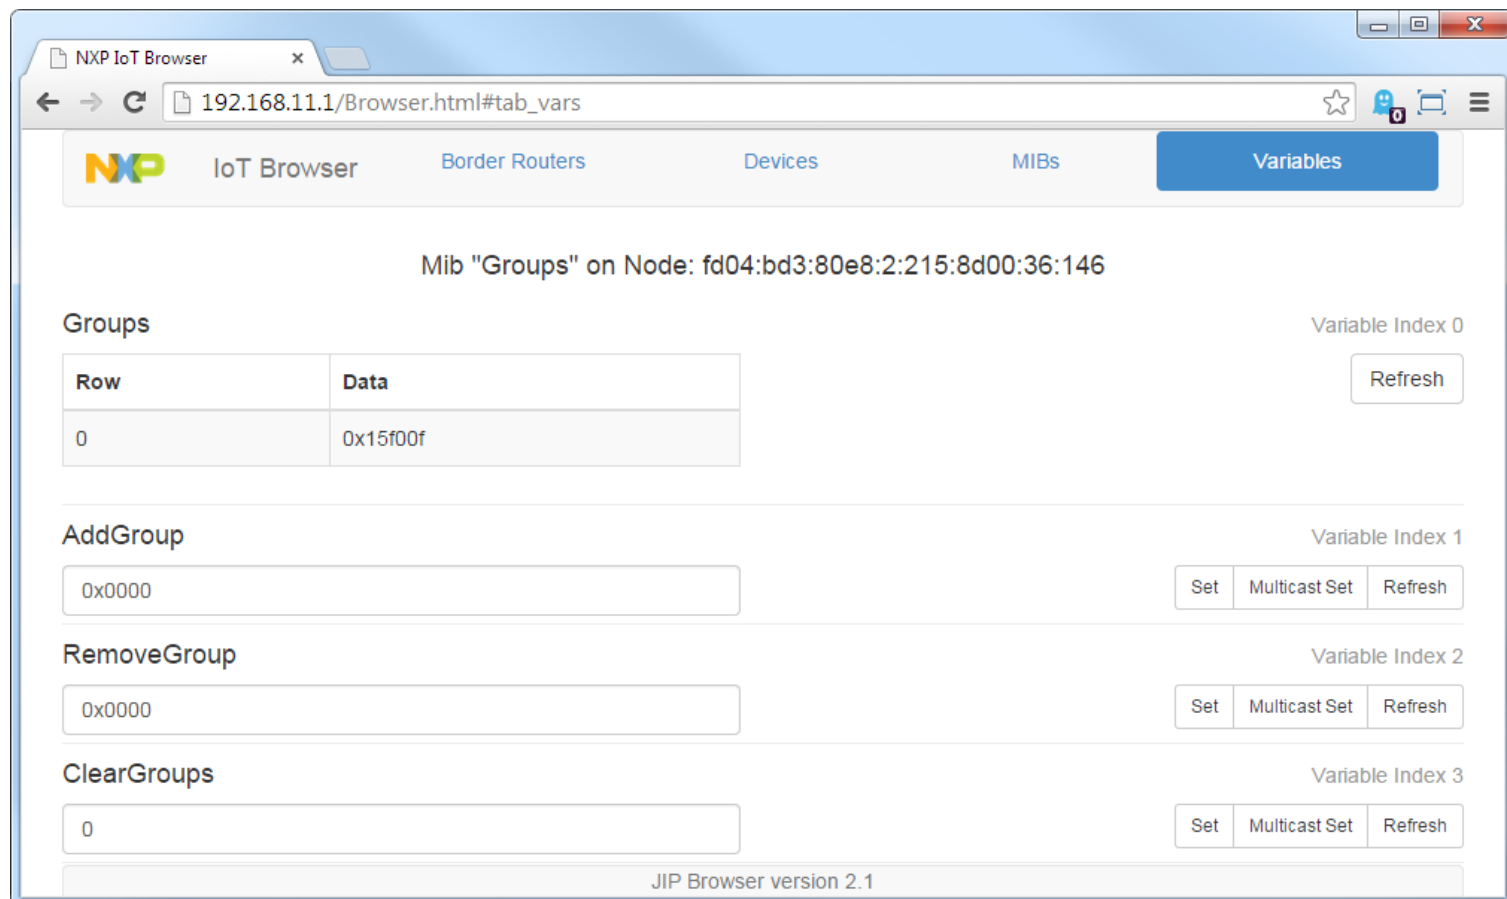 NXP IoT Browser
192.168.11.1/Browser.html#tab_vars
0
NXP IoT Browser Border Routers Devices MIBs Variables
Mib "Groups" on Node: fd04:bd3:80e8:2:215:8d00:36:146
Groups Variable Index 0
Row Data Refresh
0 0x15f00f
AddGroup Variable Index 1
0x0000 Set Multicast Set Refresh
RemoveGroup Variable Index 2
0x0000 Set Multicast Set Refresh
ClearGroups Variable Index 3
0 Set Multicast Set Refresh
JIP Browser version 2.1